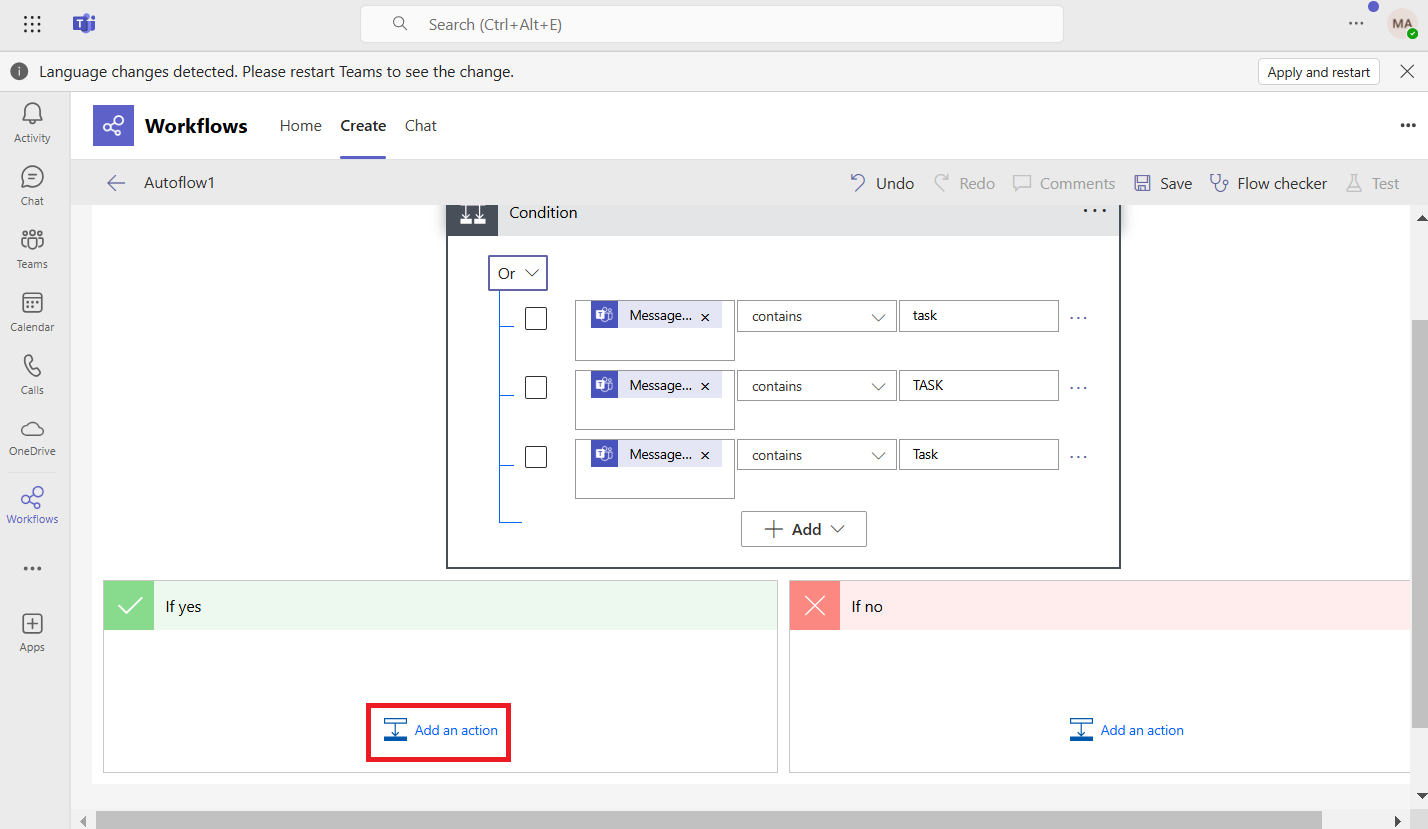 Search (Ctrl+Alt+E)
MA
Language changes detected. Please restart Teams to see the change.
Apply and restart
Activity
Chat
Teams
Calendar
Calls
OneDrive
Workflows
Apps
Workflows
Home
Create
Chat
Autoflow1
Undo
Redo
Comments
Save
Flow checker
Test
Condition
Or
Message...
contains
task
Message...
contains
TASK
Message...
contains
Task
Add
If yes
Add an action
If no
Add an action